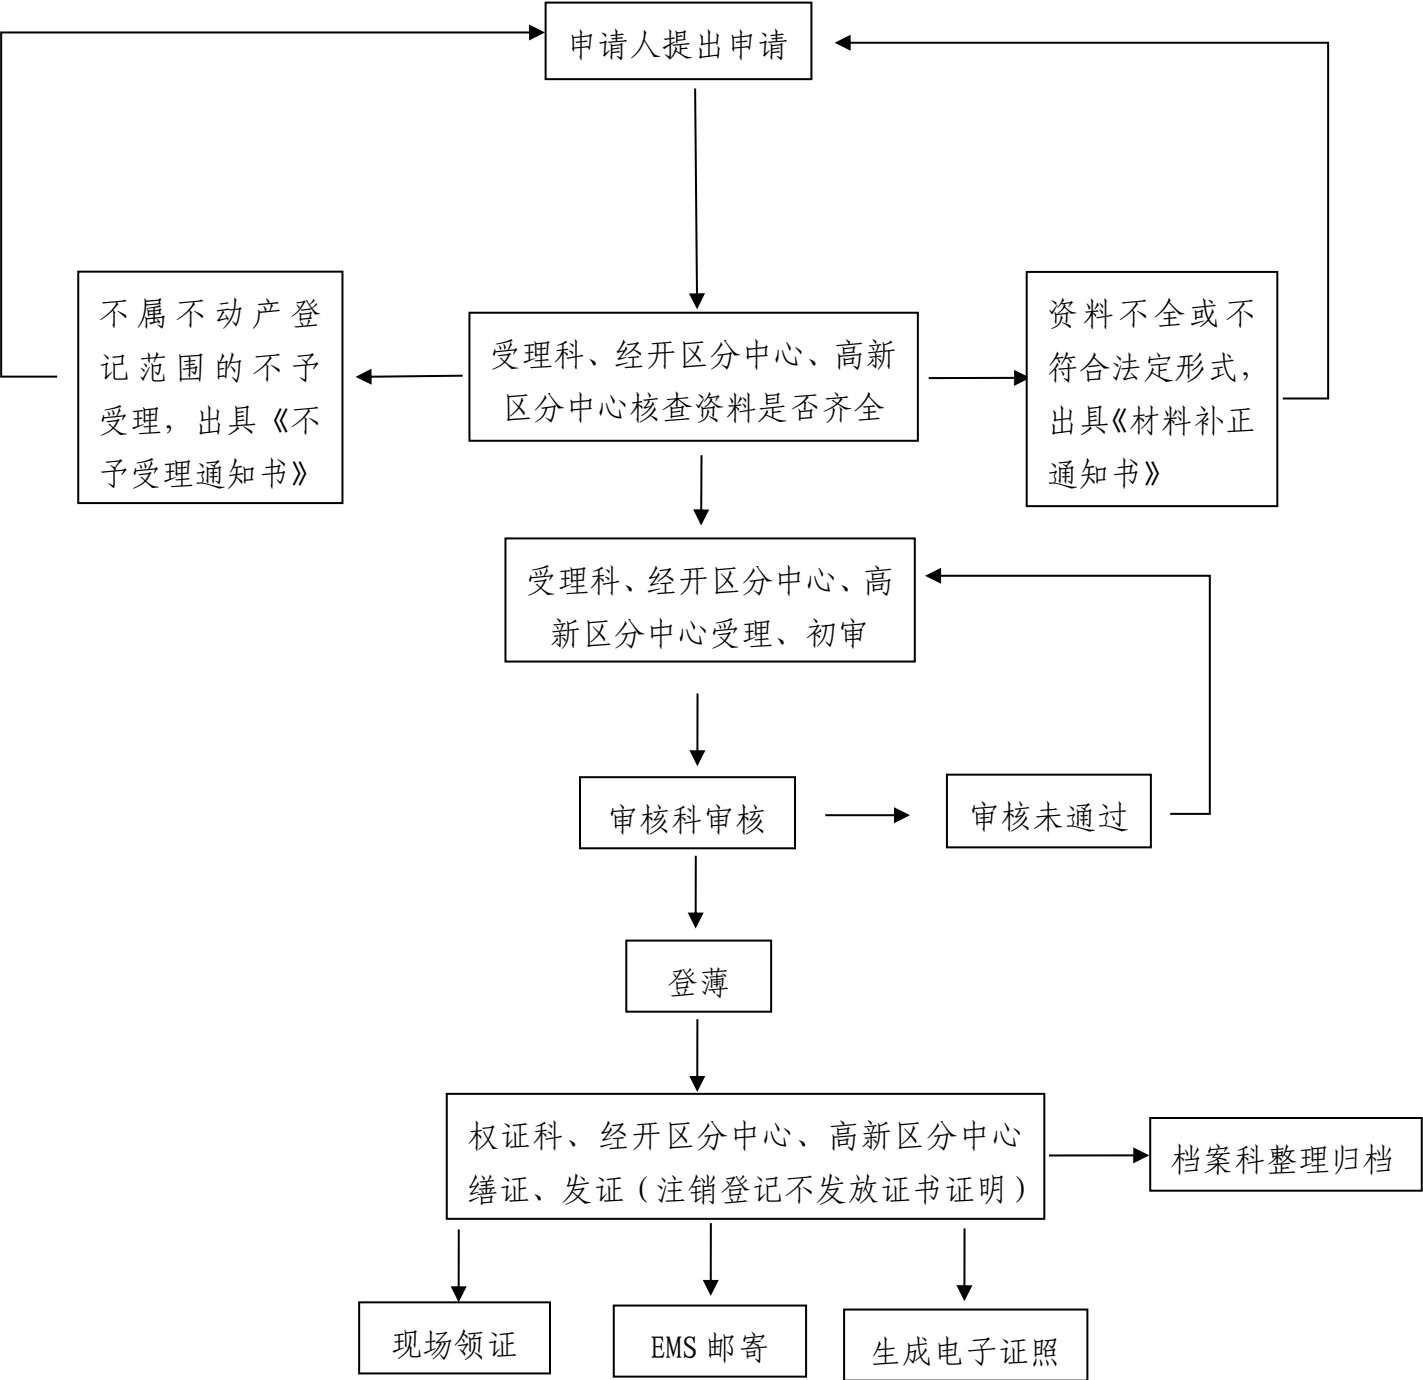 申请人提出申请
不属不动产登
记范围的不予
受理，出具《不
予受理通知书》
受理科、经开区分中心、高新
区分中心核查资料是否齐全
资料不全或不
符合法定形式，
出具《材料补正
通知书》
受理科、经开区分中心、高
新区分中心受理、初审
审核科审核
审核未通过
登薄
权证科、经开区分中心、高新区分中心
缮证、发证（注销登记不发放证书证明）
档案科整理归档
现场领证
EMS 邮寄
生成电子证照